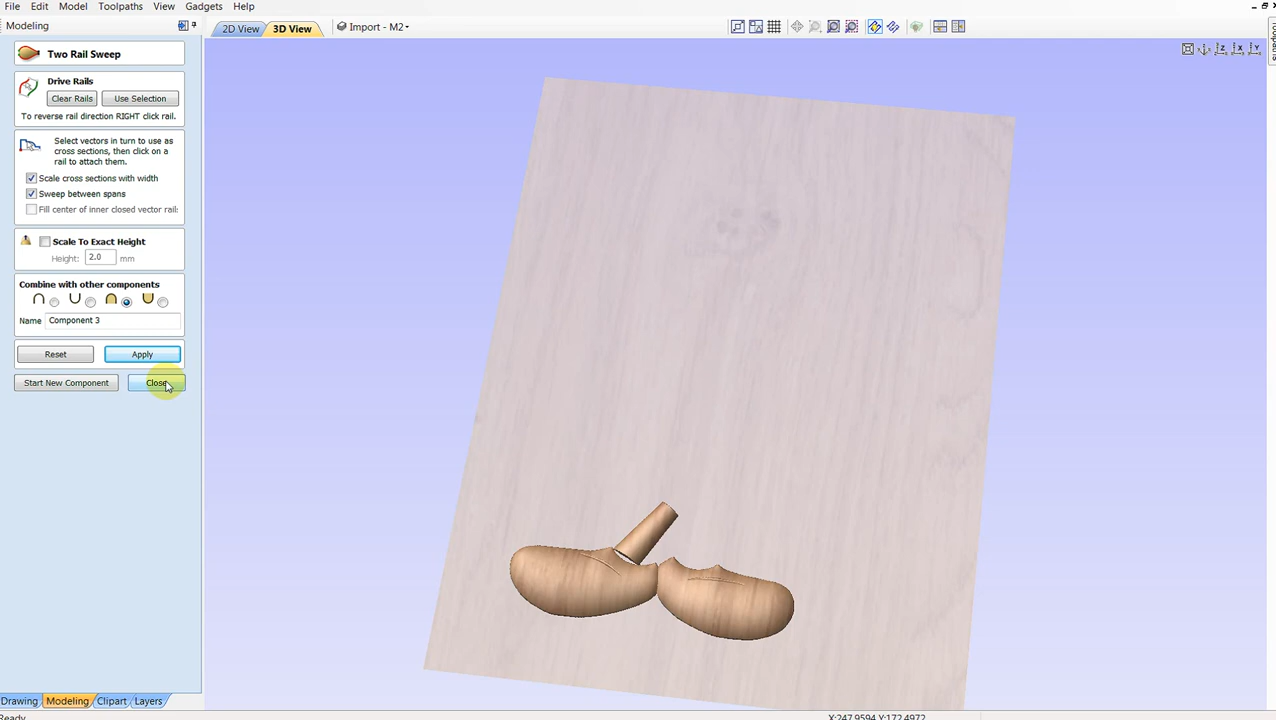 File Edit Model Toolpaths View Gadgets Help
Modeling
2D View 3D View Import - M2
Two Rail Sweep
Drive Rails
Clear Rails Use Selection
To reverse rail direction RIGHT click rail.
Select vectors in turn to use as
cross sections, then click on a
rail to attach them.
Scale cross sections with width
Sweep between spans
Fill center of inner closed vector rails
Scale To Exact Height
Height: 2.0 mm
Combine with other components
Name Component 3
Reset Apply
Start New Component Close
Drawing Modeling Clipart Layers
Ready X:247.9594 Y:172.4972